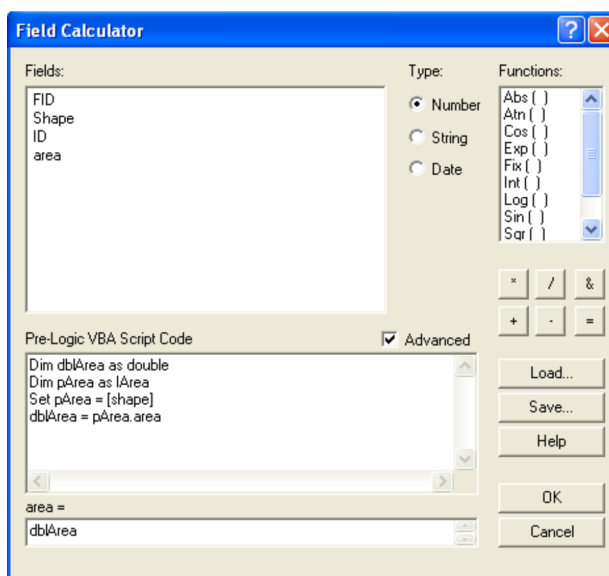 Field Calculator
Fields:
Type:
Functions:
FID
Shape
ID
area
Number
String
Date
Abs ( )
Atn ( )
Cos ( )
Exp ( )
Fix ( )
Int ( )
Log ( )
Sin ( )
Sqr ( )
* / &
+ - =
Pre-Logic VBA Script Code
Advanced
Dim dblArea as double
Dim pArea as IArea
Set pArea = [shape]
dblArea = pArea.area
Load...
Save...
Help
area =
dblArea
OK
Cancel